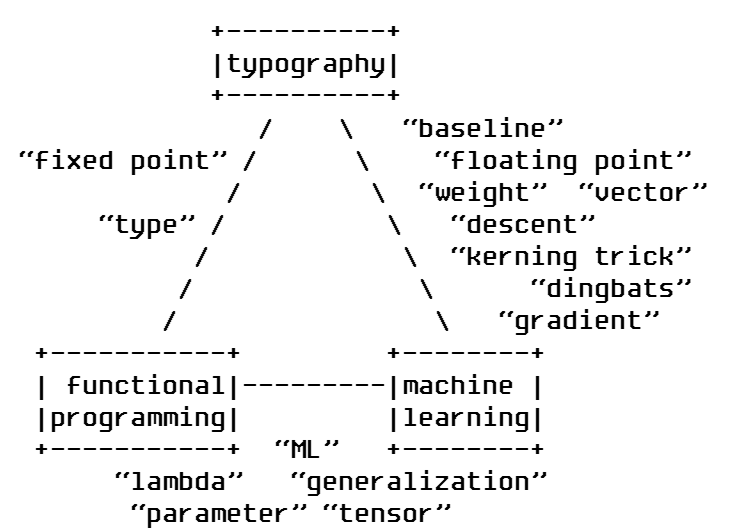 typography
“baseline”
“fixed point” “floating point”
“weight” “vector”
“type” “descent”
“kerning trick”
“dingbats”
“gradient”
functional machine
programming learning
“ML”
“lambda” “generalization”
“parameter” “tensor”